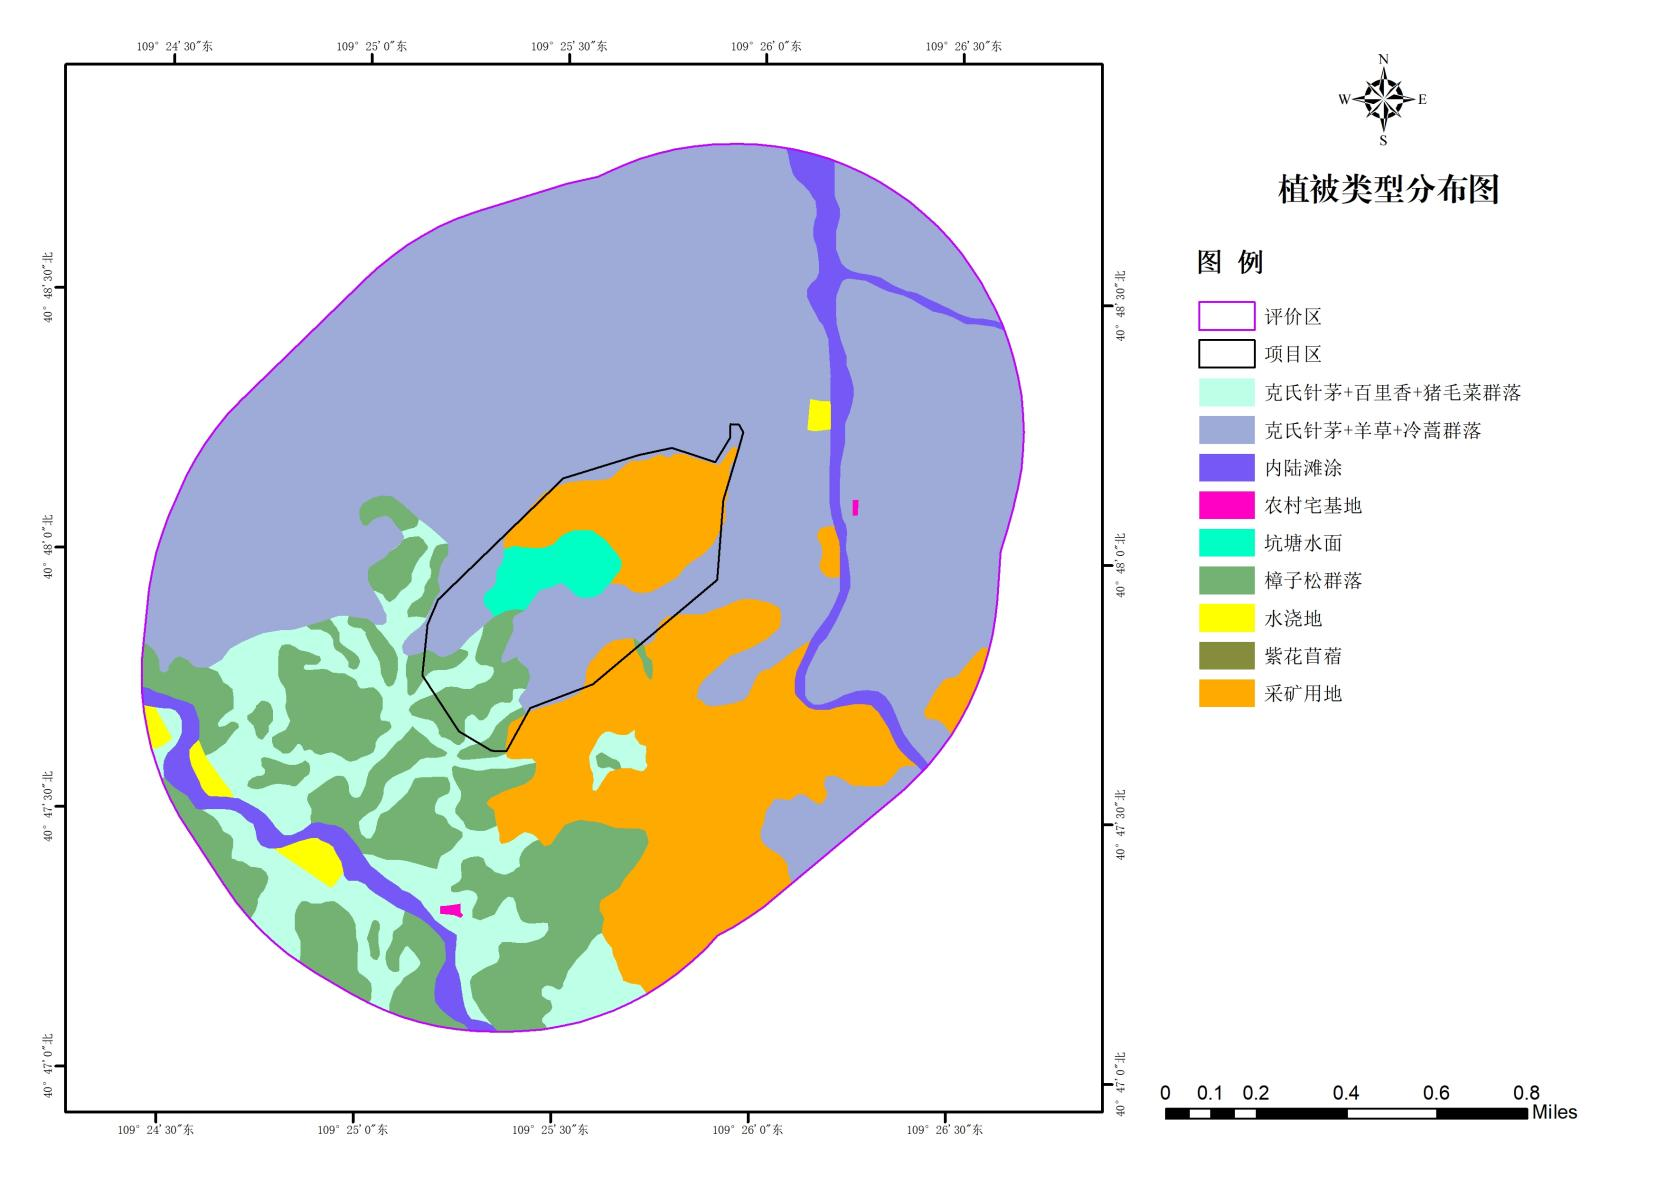 109° 24'30"东 109° 25'0"东 109° 25'30"东 109° 26'0"东 109° 26'30"东
40° 48'30"北
40° 48'0"北
40° 47'30"北
40° 47'0"北
40° 48'30"北
40° 48'0"北
40° 47'30"北
40° 47'0"北
109° 24'30"东 109° 25'0"东 109° 25'30"东 109° 26'0"东 109° 26'30"东
N
W E
S
植被类型分布图
图 例
评价区
项目区
克氏针茅+百里香+猪毛菜群落
克氏针茅+羊草+冷蒿群落
内陆滩涂
农村宅基地
坑塘水面
樟子松群落
水浇地
紫花苜蓿
采矿用地
0 0.1 0.2 0.4 0.6 0.8
Miles